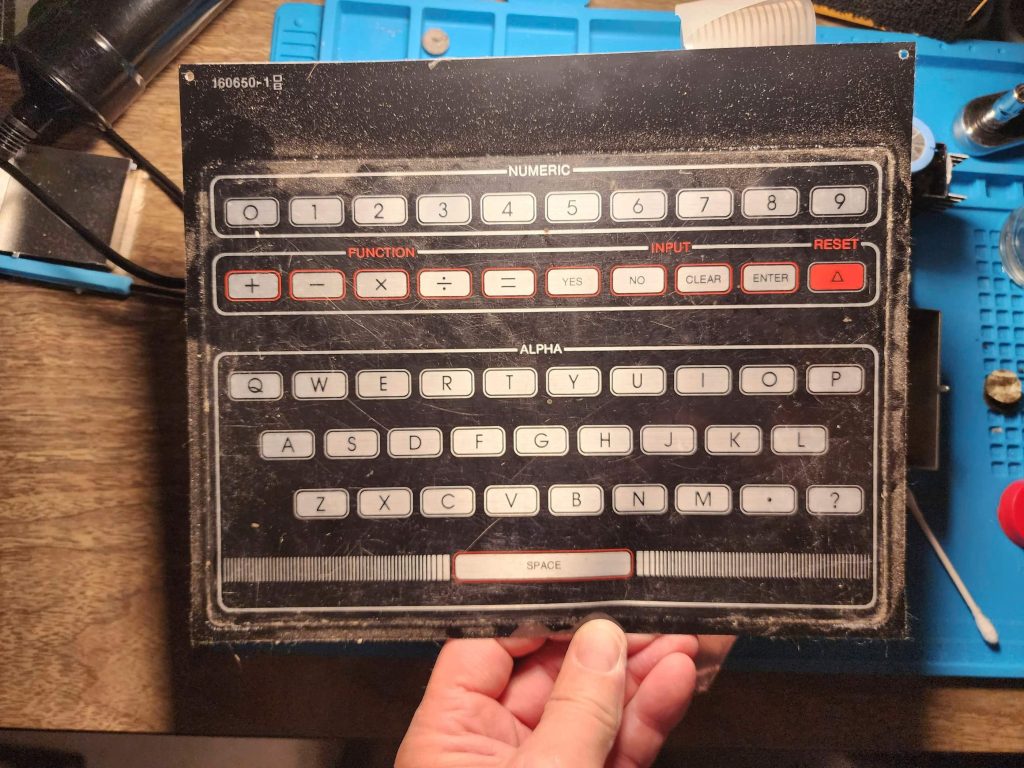 160650-1
NUMERIC
0 1 2 3 4 5 6 7 8 9
FUNCTION INPUT RESET
+ − × ÷ = YES NO CLEAR ENTER △
ALPHA
Q W E R T Y U I O P
A S D F G H J K L
Z X C V B N M . ?
SPACE